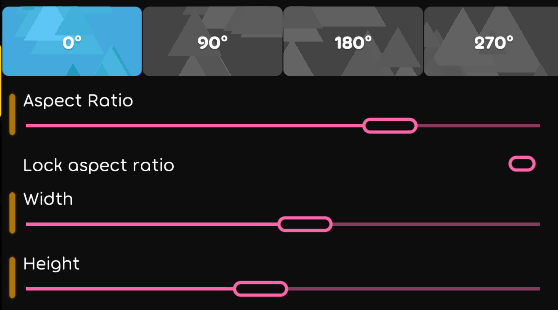 0° 90° 180° 270°
Aspect Ratio
Lock aspect ratio
Width
Height